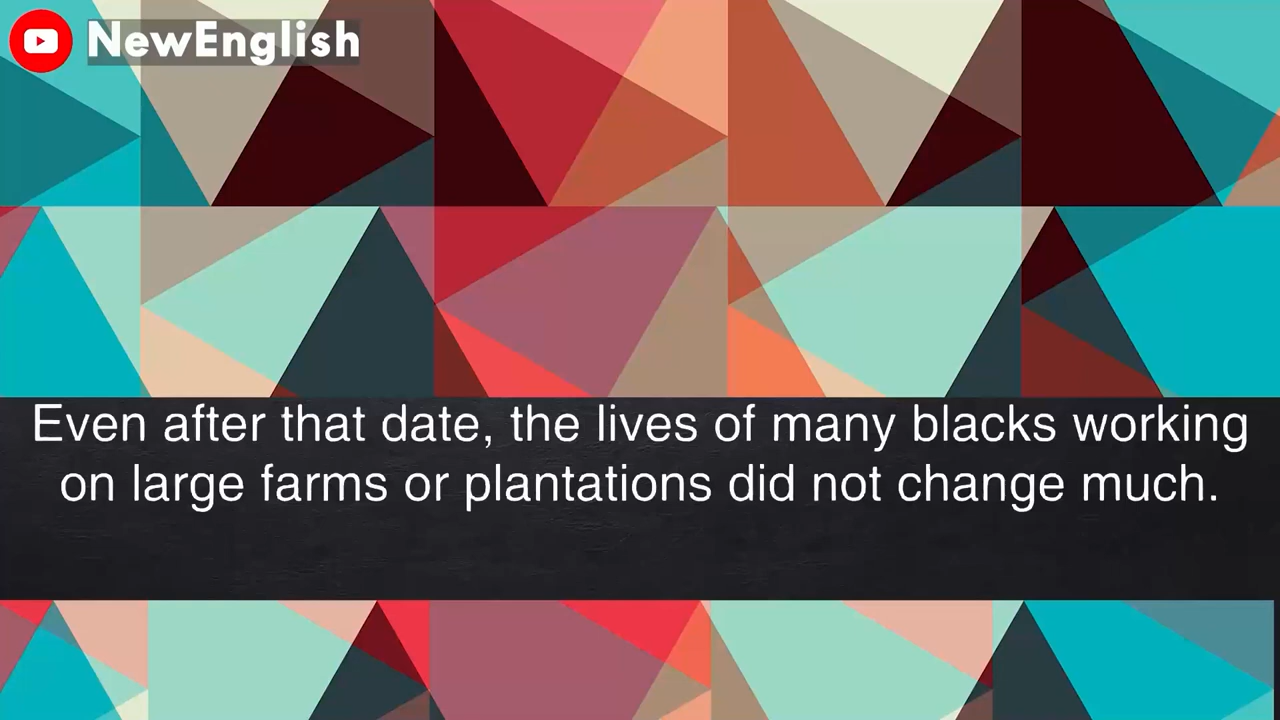 NewEnglish
Even after that date, the lives of many blacks working
on large farms or plantations did not change much.